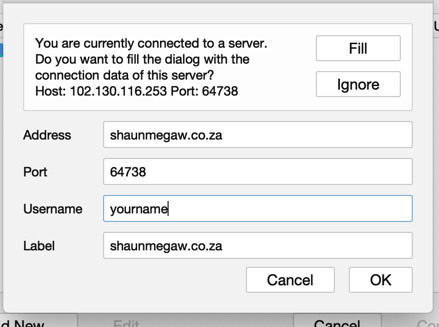 You are currently connected to a server.
Do you want to fill the dialog with the
connection data of this server?
Host: 102.130.116.253 Port: 64738
Fill
Ignore
Address
shaunmegaw.co.za
Port
64738
Username
yourname
Label
shaunmegaw.co.za
Cancel
OK
d New
Edit
Cancel